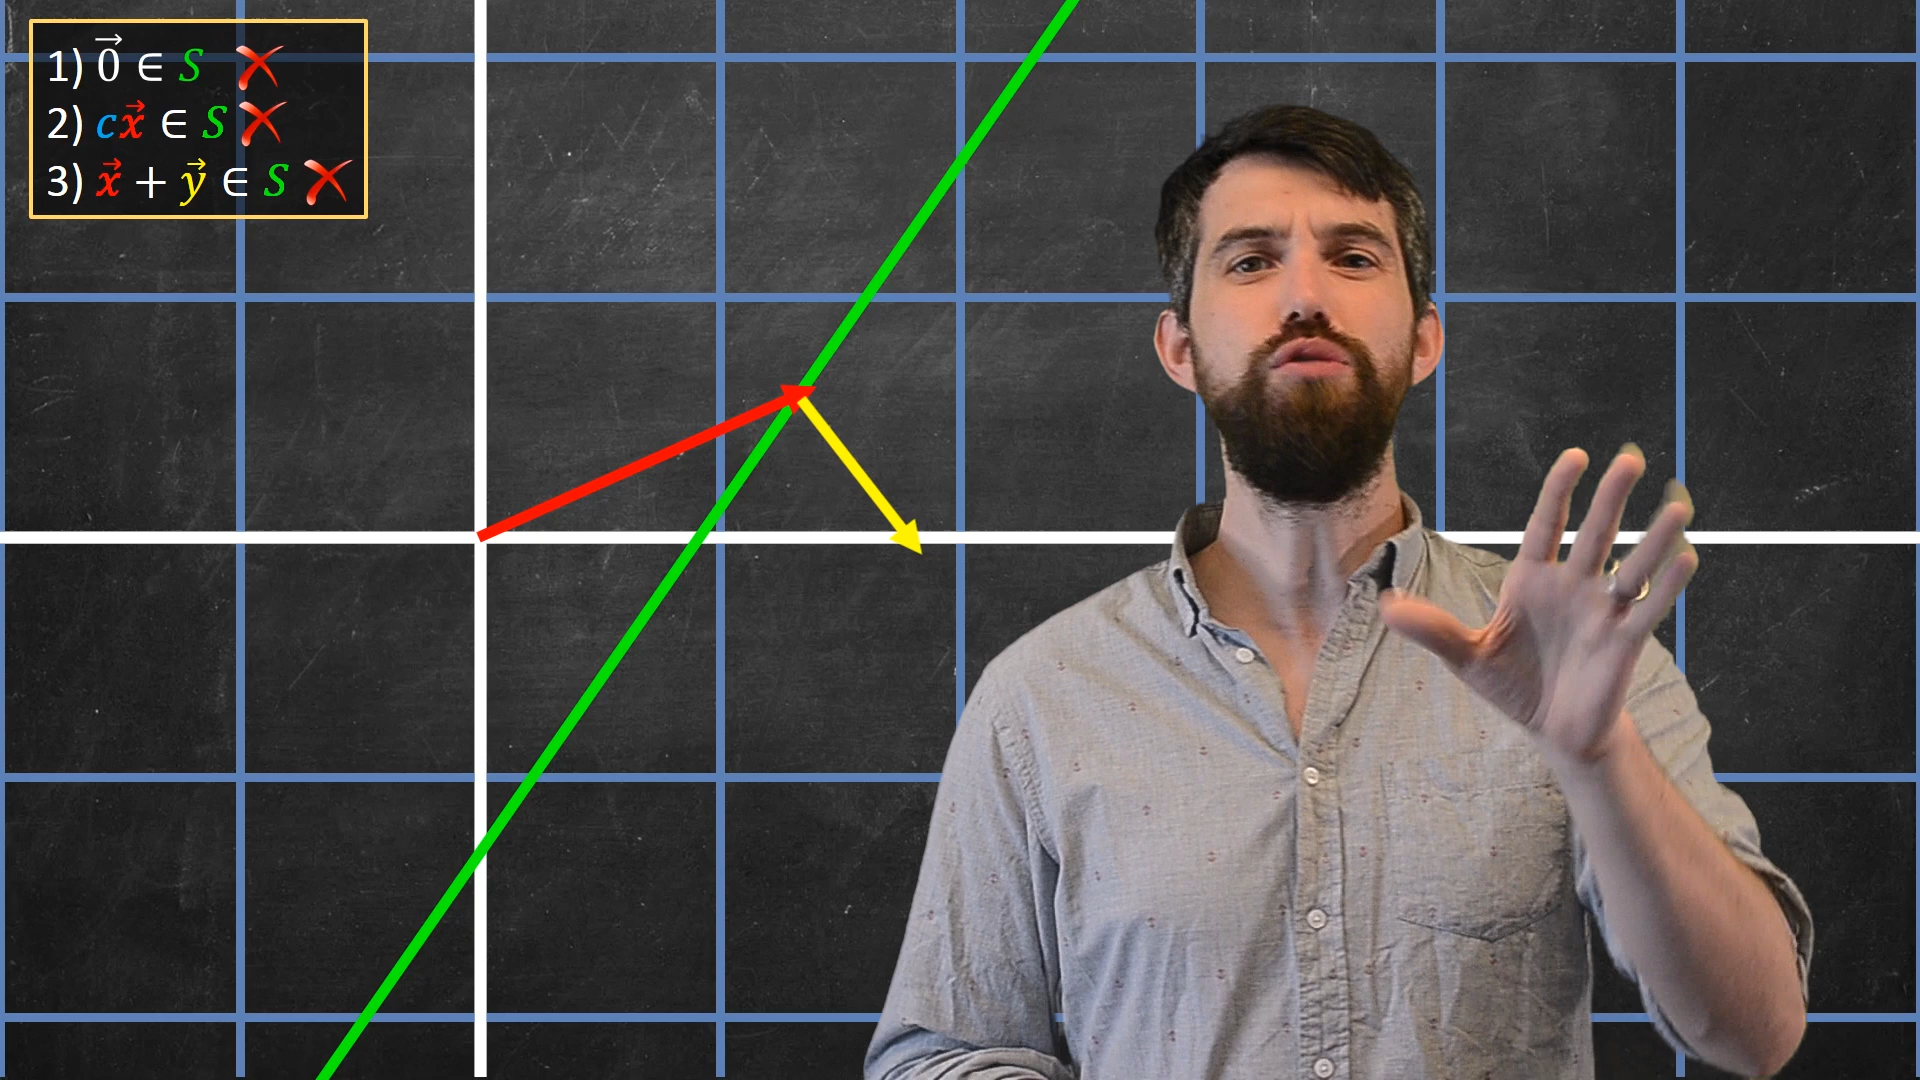 1) 0⃗ ∈ S ✗
2) cx⃗ ∈ S ✗
3) x⃗ + y⃗ ∈ S ✗